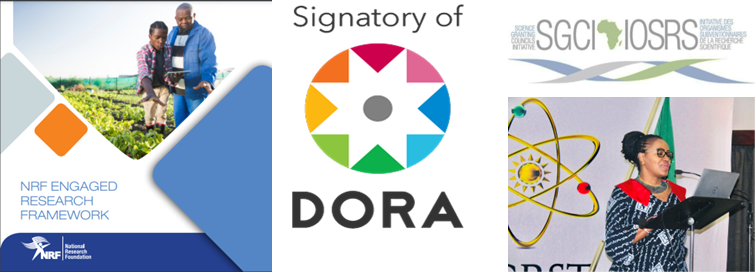 NRF ENGAGED
RESEARCH
FRAMEWORK
NRF
National
Research
Foundation
Signatory of
DORA
SCIENCE
GRANTING
COUNCILS
INITIATIVE
SGCI
IOSRS
INITIATIVE DES
ORGANISMES
SUBVENTIONNAIRES
DE LA RECHERCHE
SCIENTIFIQUE